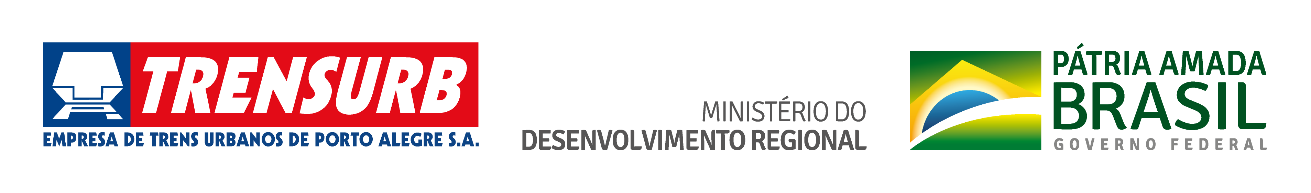 TRENSURB
EMPRESA DE TRENS URBANOS DE PORTO ALEGRE S.A.
MINISTÉRIO DO
DESENVOLVIMENTO REGIONAL
PÁTRIA AMADA
BRASIL
GOVERNO FEDERAL